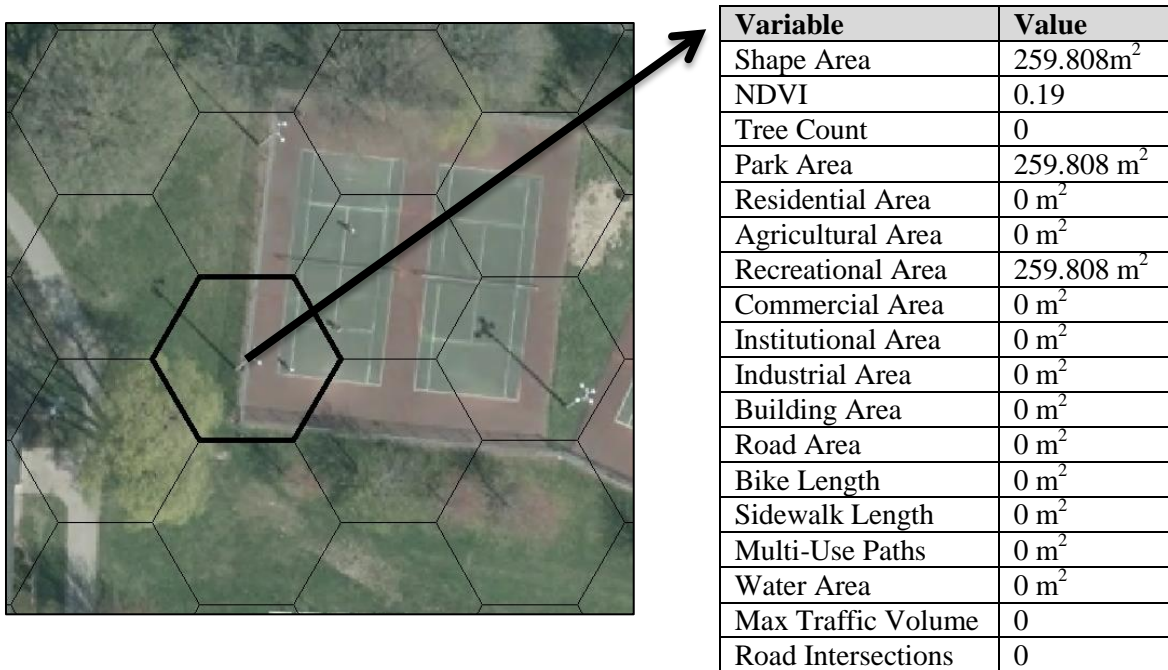 Variable Value
Shape Area 259.808m²
NDVI 0.19
Tree Count 0
Park Area 259.808 m²
Residential Area 0 m²
Agricultural Area 0 m²
Recreational Area 259.808 m²
Commercial Area 0 m²
Institutional Area 0 m²
Industrial Area 0 m²
Building Area 0 m²
Road Area 0 m²
Bike Length 0 m²
Sidewalk Length 0 m²
Multi-Use Paths 0 m²
Water Area 0 m²
Max Traffic Volume 0
Road Intersections 0